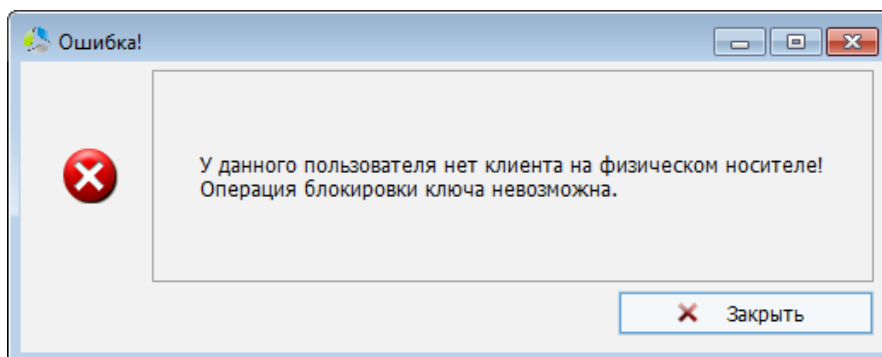 Ошибка!
У данного пользователя нет клиента на физическом носителе!
Операция блокировки ключа невозможна.
Закрыть